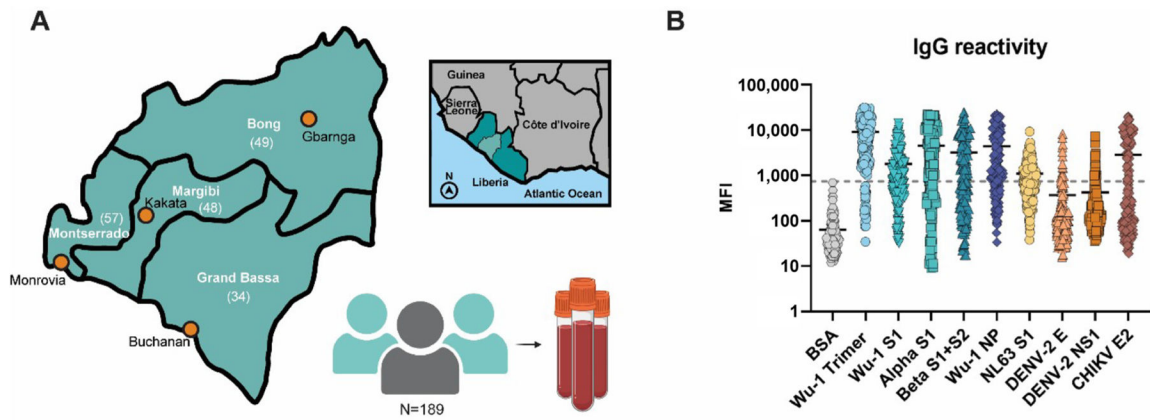 A
Bong
(49)
Gbarnga
Margibi
(48)
Kakata
(57)
Montserrado
Monrovia
Grand Bassa
(34)
Buchanan
Guinea
Sierra
Leone
Côte d'Ivoire
N
Liberia
Atlantic Ocean
N=189
B
IgG reactivity
MFI
100,000
10,000
1,000
100
10
1
BSA
Wu-1 Trimer
Wu-1 S1
Alpha S1
Beta S1+S2
Wu-1 NP
NL63 S1
DENV-2 E
DENV-2 NS1
CHIKV E2